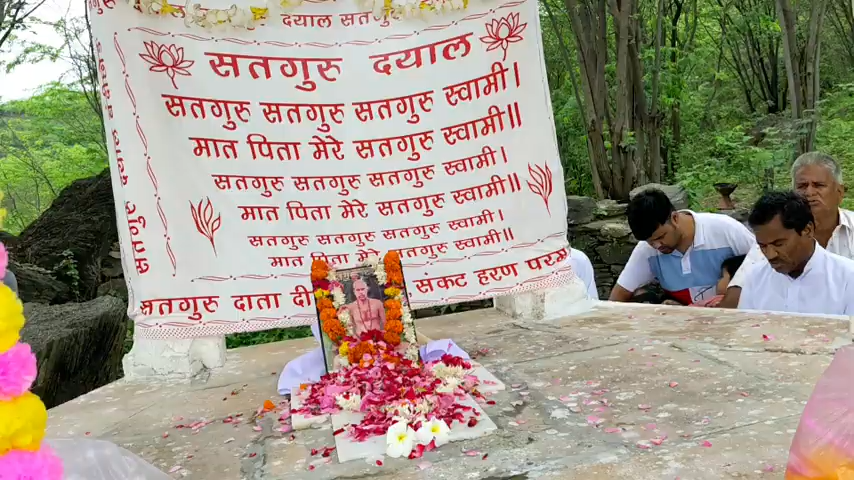 दयाल सतगुरु
सतगुरु दयाल
सतगुरु सतगुरु सतगुरु स्वामी।
मात पिता मेरे सतगुरु स्वामी॥
सतगुरु सतगुरु सतगुरु स्वामी।
मात पिता मेरे सतगुरु स्वामी॥
सतगुरु सतगुरु सतगुरु स्वामी।
मात पिता मेरे सतगुरु स्वामी॥
सतगुरु दाता संकट हरण परम
सतगुरु